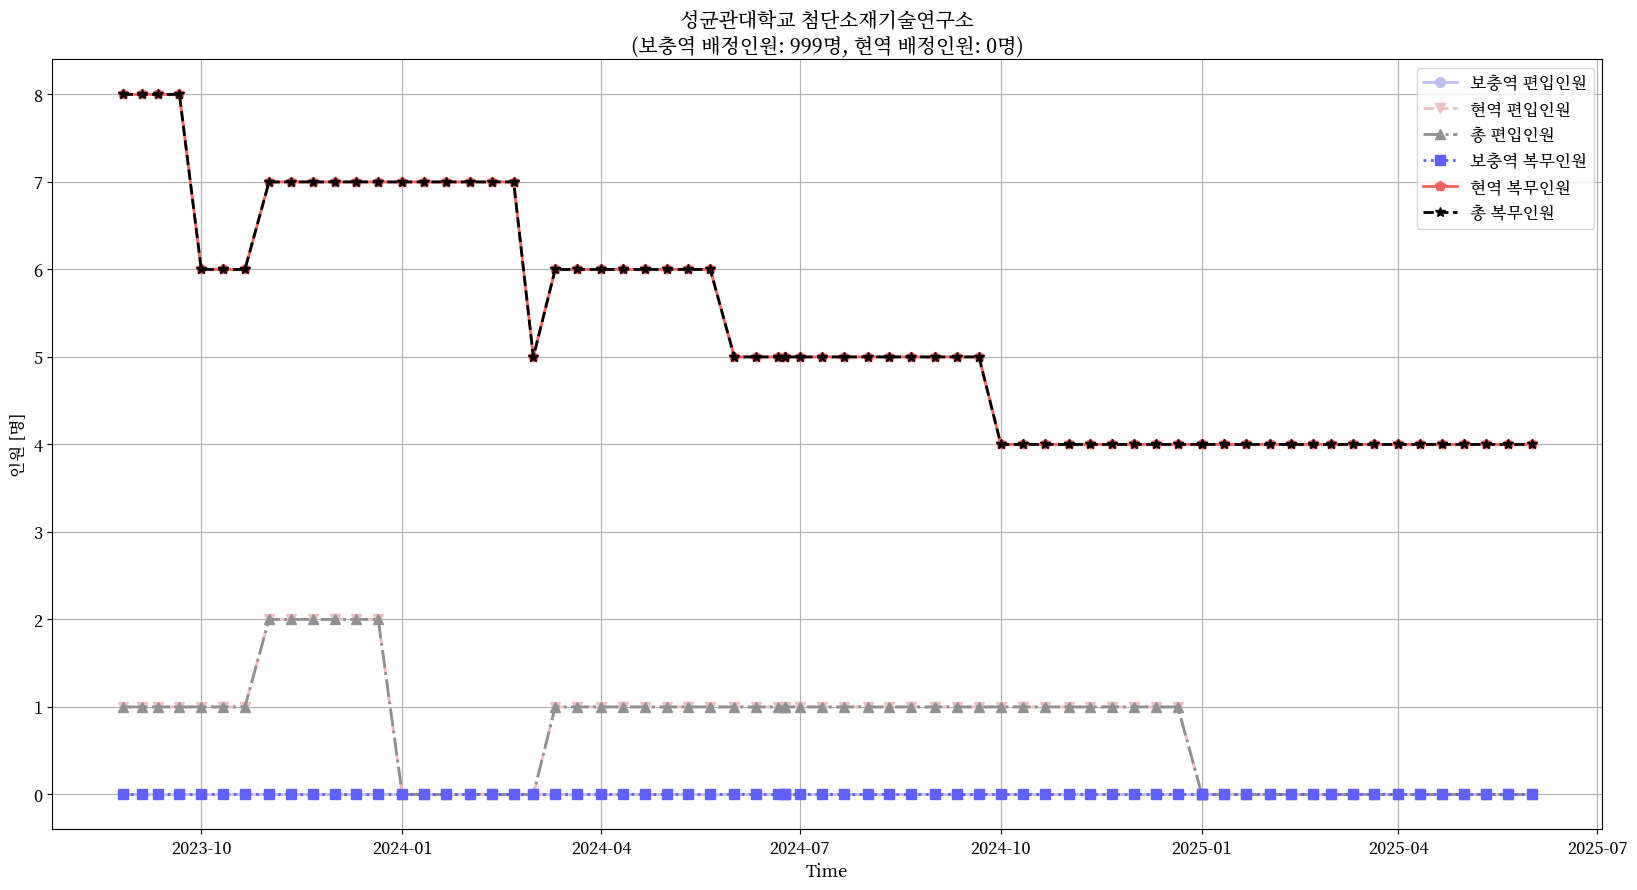 성균관대학교 첨단소재기술연구소
(보충역 배정인원: 999명, 현역 배정인원: 0명)
보충역 편입인원
현역 편입인원
총 편입인원
보충역 복무인원
현역 복무인원
총 복무인원
인원 [명]
8
7
6
5
4
3
2
1
0
2023-10
2024-01
2024-04
2024-07
2024-10
2025-01
2025-04
2025-07
Time